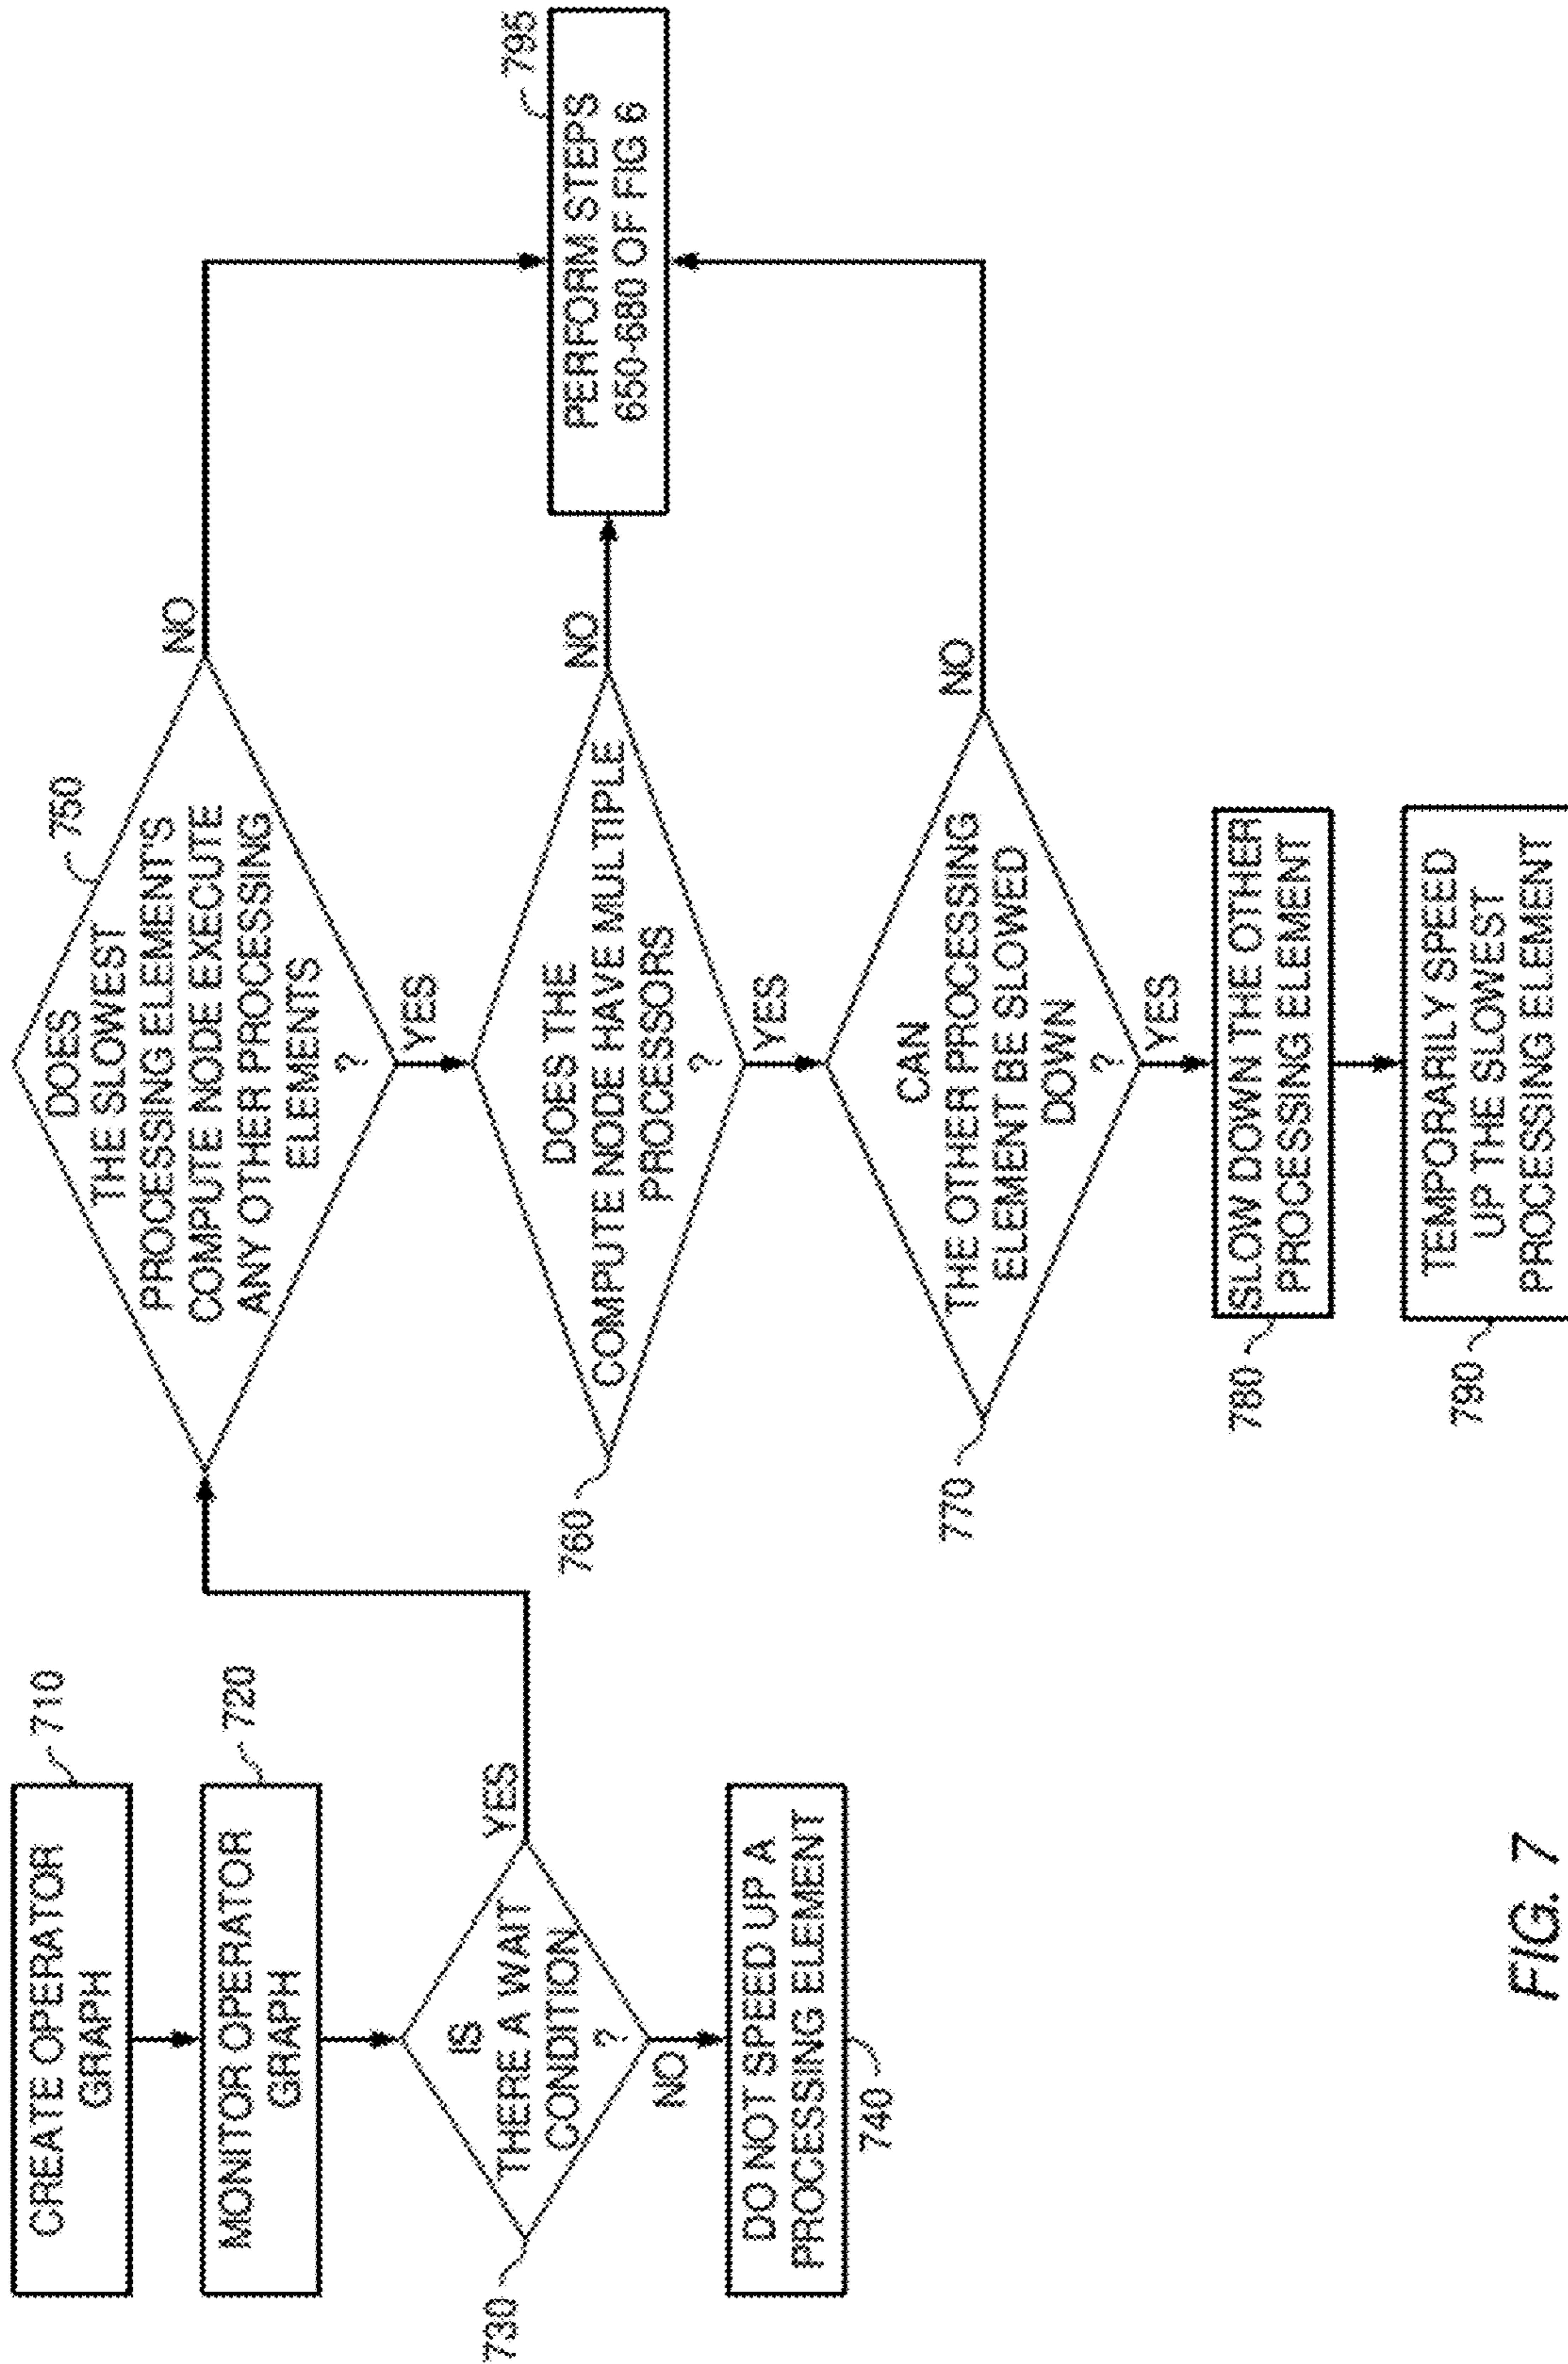 710
CREATE OPERATOR
GRAPH
720
MONITOR OPERATOR
GRAPH
730
IS
THERE A WAIT
CONDITION
?
YES
NO
DO NOT SPEED UP A
PROCESSING ELEMENT
740
750
DOES
THE SLOWEST
PROCESSING ELEMENT'S
COMPUTE NODE EXECUTE
ANY OTHER PROCESSING
ELEMENTS
?
NO
YES
760
DOES THE
COMPUTE NODE HAVE MULTIPLE
PROCESSORS
?
NO
YES
770
CAN
THE OTHER PROCESSING
ELEMENT BE SLOWED
DOWN
?
NO
YES
780
SLOW DOWN THE OTHER
PROCESSING ELEMENT
790
TEMPORARILY SPEED
UP THE SLOWEST
PROCESSING ELEMENT
795
PERFORM STEPS
650-680 OF FIG 6
FIG. 7